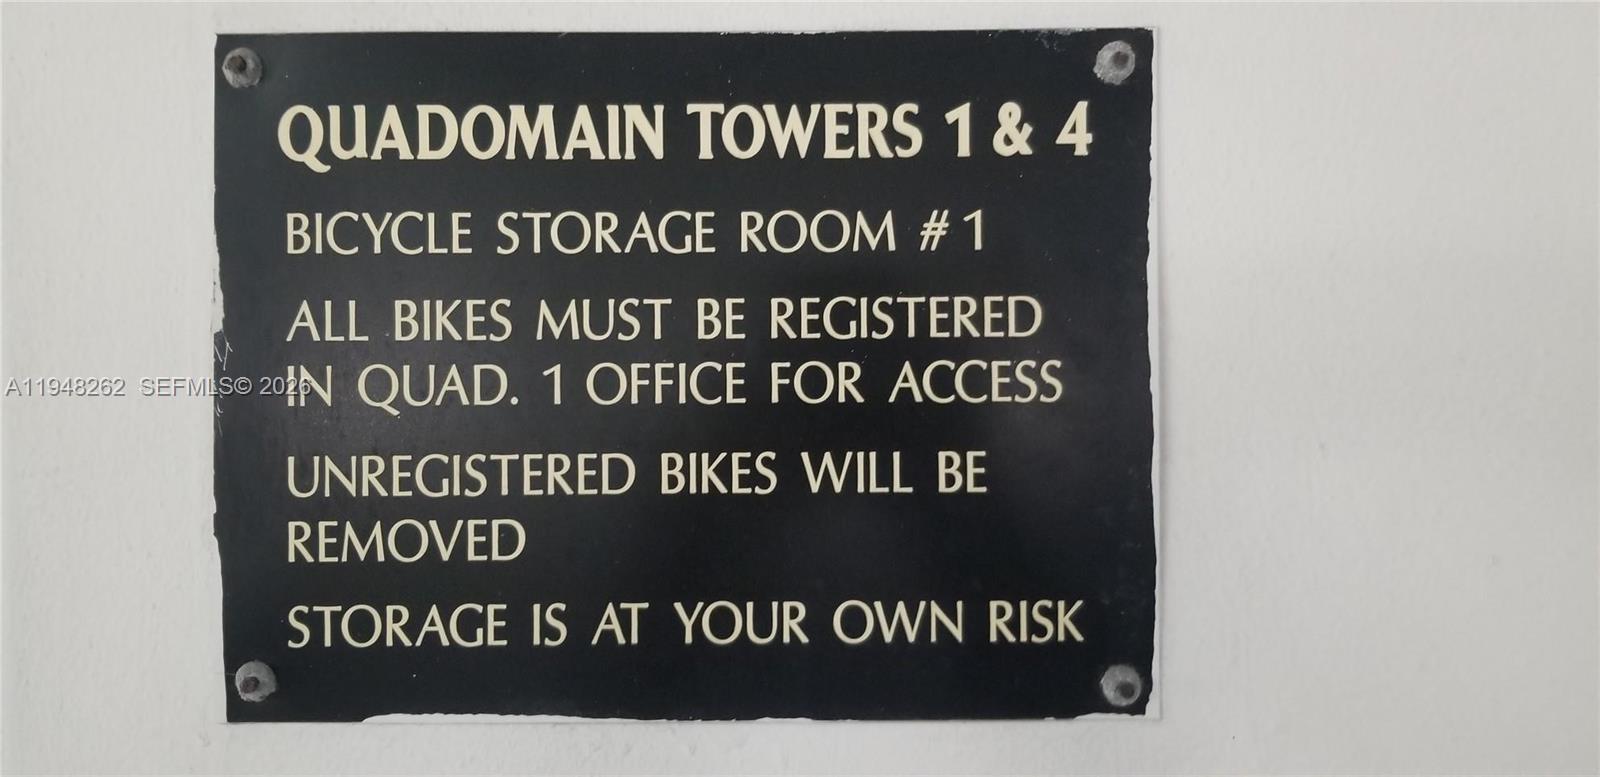 QUADOMAIN TOWERS 1 & 4
BICYCLE STORAGE ROOM #1
ALL BIKES MUST BE REGISTERED
IN QUAD. 1 OFFICE FOR ACCESS
A11948262 SEFMLS© 2026
UNREGISTERED BIKES WILL BE
REMOVED
STORAGE IS AT YOUR OWN RISK